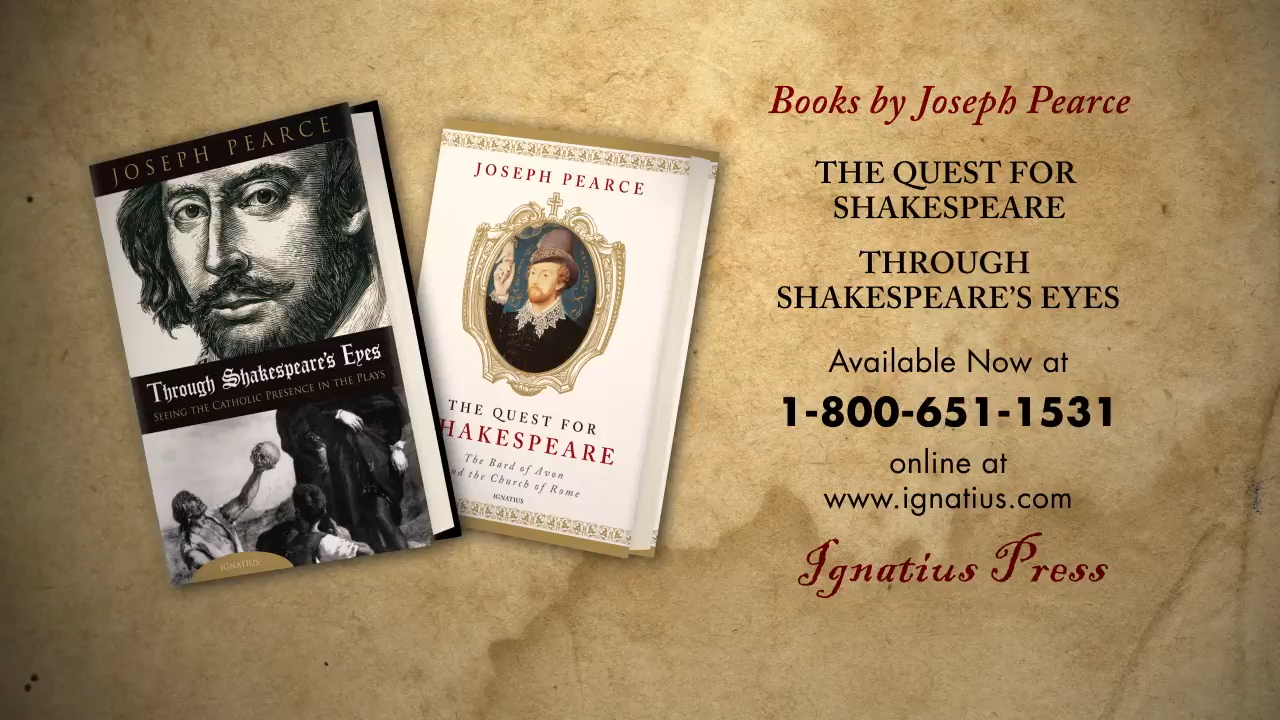 JOSEPH PEARCE
Through Shakespeare's Eyes
SEEING THE CATHOLIC PRESENCE IN THE PLAYS
IGNATIUS
JOSEPH PEARCE
THE QUEST FOR
HAKESPEARE
The Bard of Avon
nd the Church of Rome
IGNATIUS
Books by Joseph Pearce
THE QUEST FOR
SHAKESPEARE
THROUGH
SHAKESPEARE'S EYES
Available Now at
1-800-651-1531
online at
www.ignatius.com
Ignatius Press